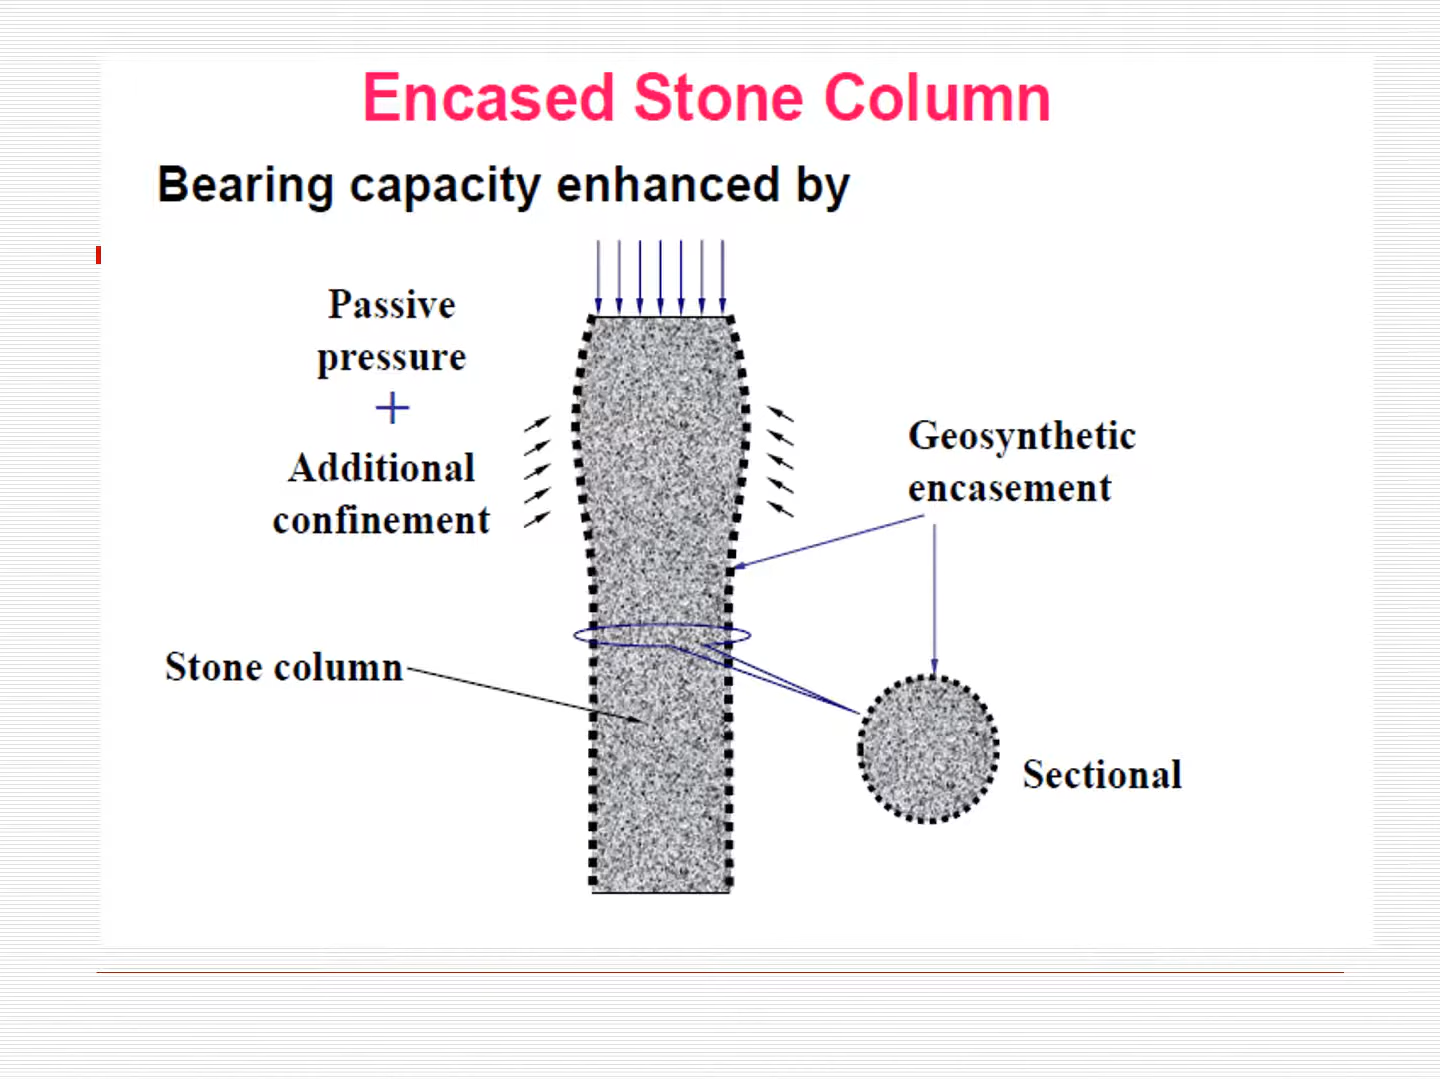 Encased Stone Column
Bearing capacity enhanced by
Passive
pressure
+
Additional
confinement
Geosynthetic
encasement
Stone column
Sectional